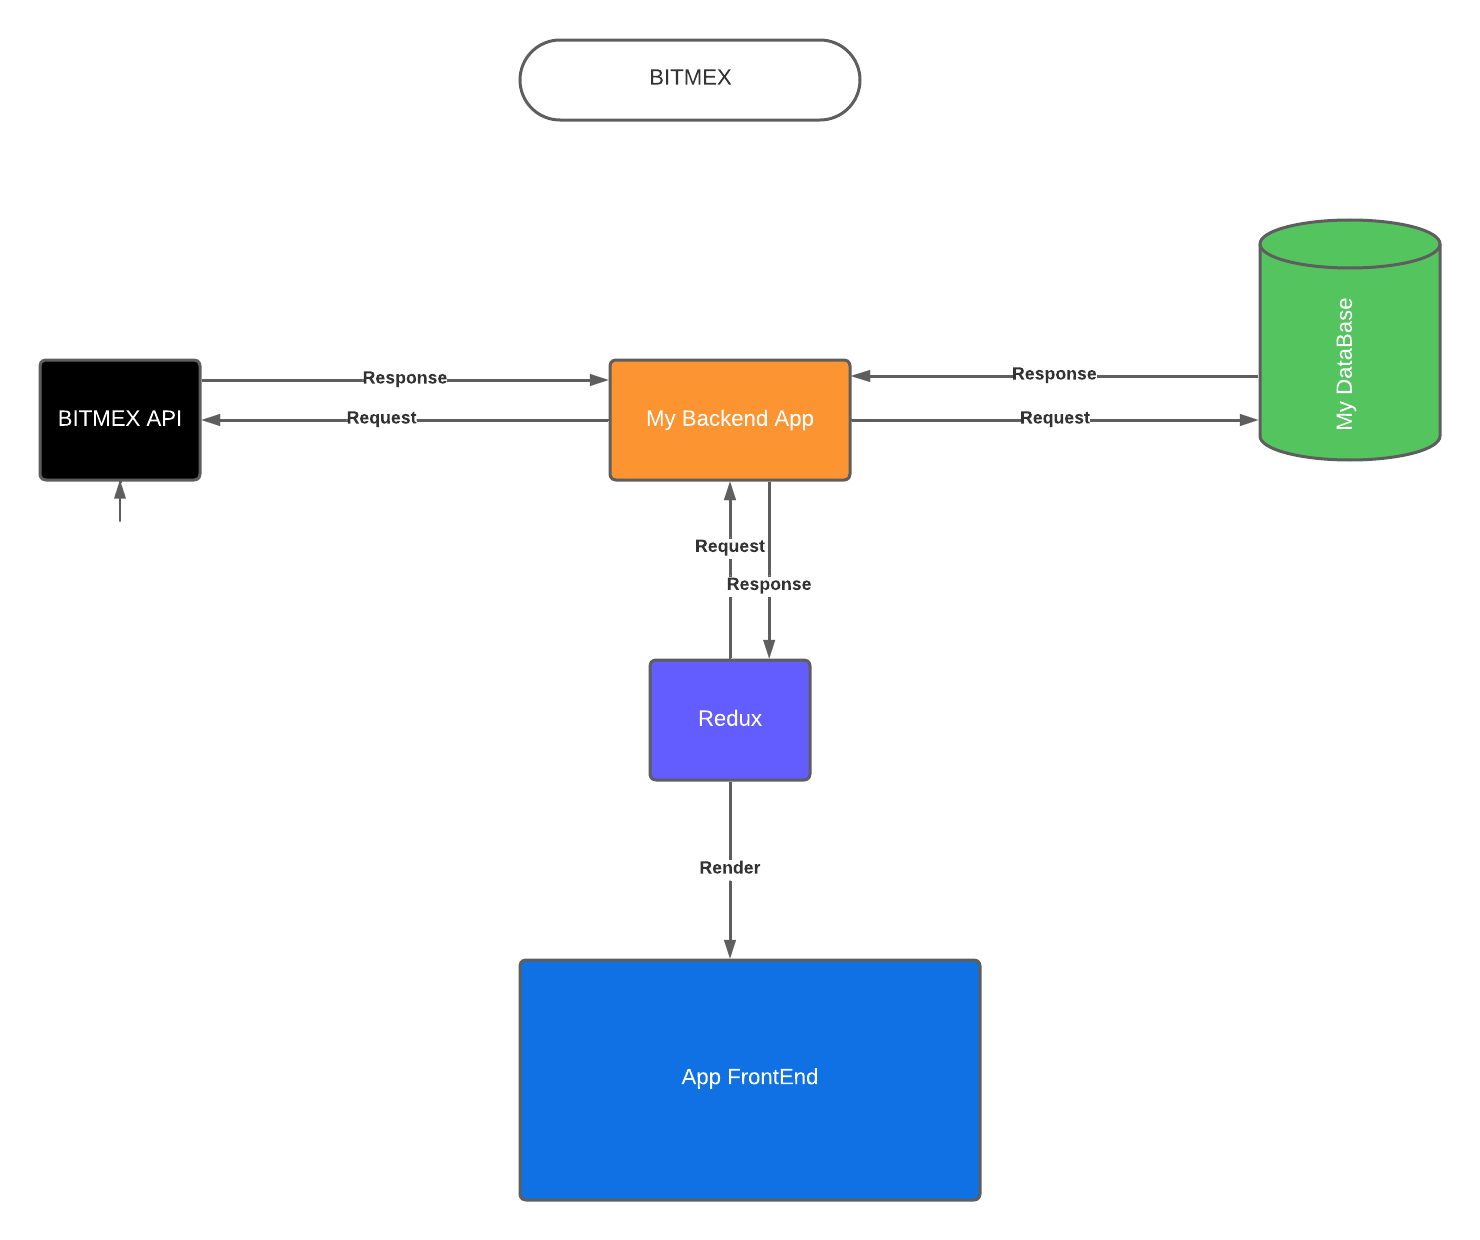 BITMEX
Response
Response
BITMEX API
Request
My Backend App
Request
My DataBase
Request
Response
Redux
Render
App FrontEnd